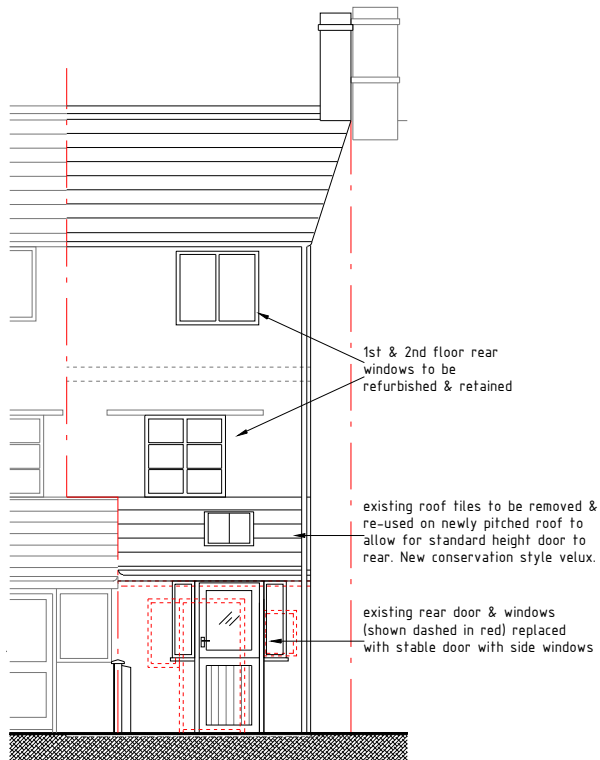 1st & 2nd floor rear
windows to be
refurbished & retained
existing roof tiles to be removed &
re-used on newly pitched roof to
allow for standard height door to
rear. New conservation style velux.
existing rear door & windows
(shown dashed in red) replaced
with stable door with side windows